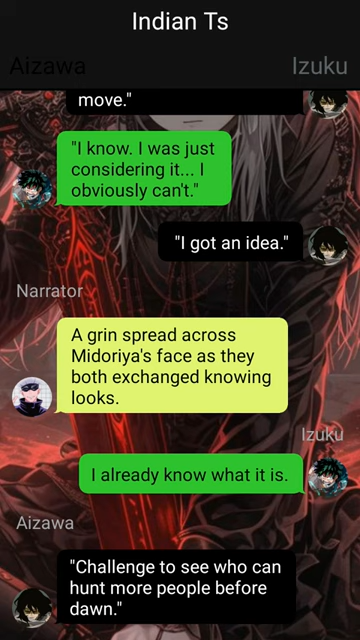 Indian Ts
Aizawa
Izuku
move."
"I know. I was just
considering it... I
obviously can't."
"I got an idea."
Narrator
A grin spread across
Midoriya's face as they
both exchanged knowing
looks.
Izuku
I already know what it is.
Aizawa
"Challenge to see who can
hunt more people before
dawn."